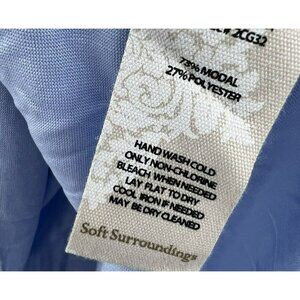 2CG32
73% MODAL
27% POLYESTER
HAND WASH COLD
ONLY NON-CHLORINE
BLEACH WHEN NEEDED
LAY FLAT TO DRY
COOL IRON IF NEEDED
MAY BE DRY CLEANED
Soft Surroundings